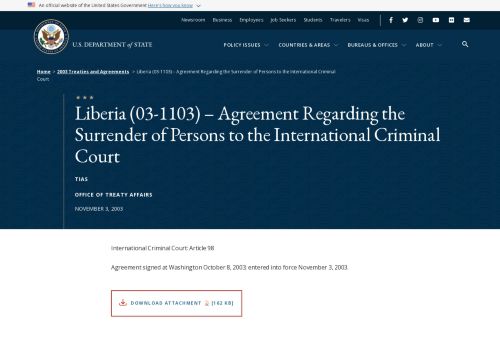 An official website of the United States Government Here's how you know
Newsroom Business Employees Job Seekers Students Travelers Visas
U.S. DEPARTMENT of STATE
POLICY ISSUES COUNTRIES & AREAS BUREAUS & OFFICES ABOUT
Home > 2003 Treaties and Agreements > Liberia (03-1103) – Agreement Regarding the Surrender of Persons to the International Criminal
Court
Liberia (03-1103) – Agreement Regarding the
Surrender of Persons to the International Criminal
Court
TIAS
OFFICE OF TREATY AFFAIRS
NOVEMBER 3, 2003
International Criminal Court: Article 98
Agreement signed at Washington October 8, 2003; entered into force November 3, 2003.
DOWNLOAD ATTACHMENT [162 KB]